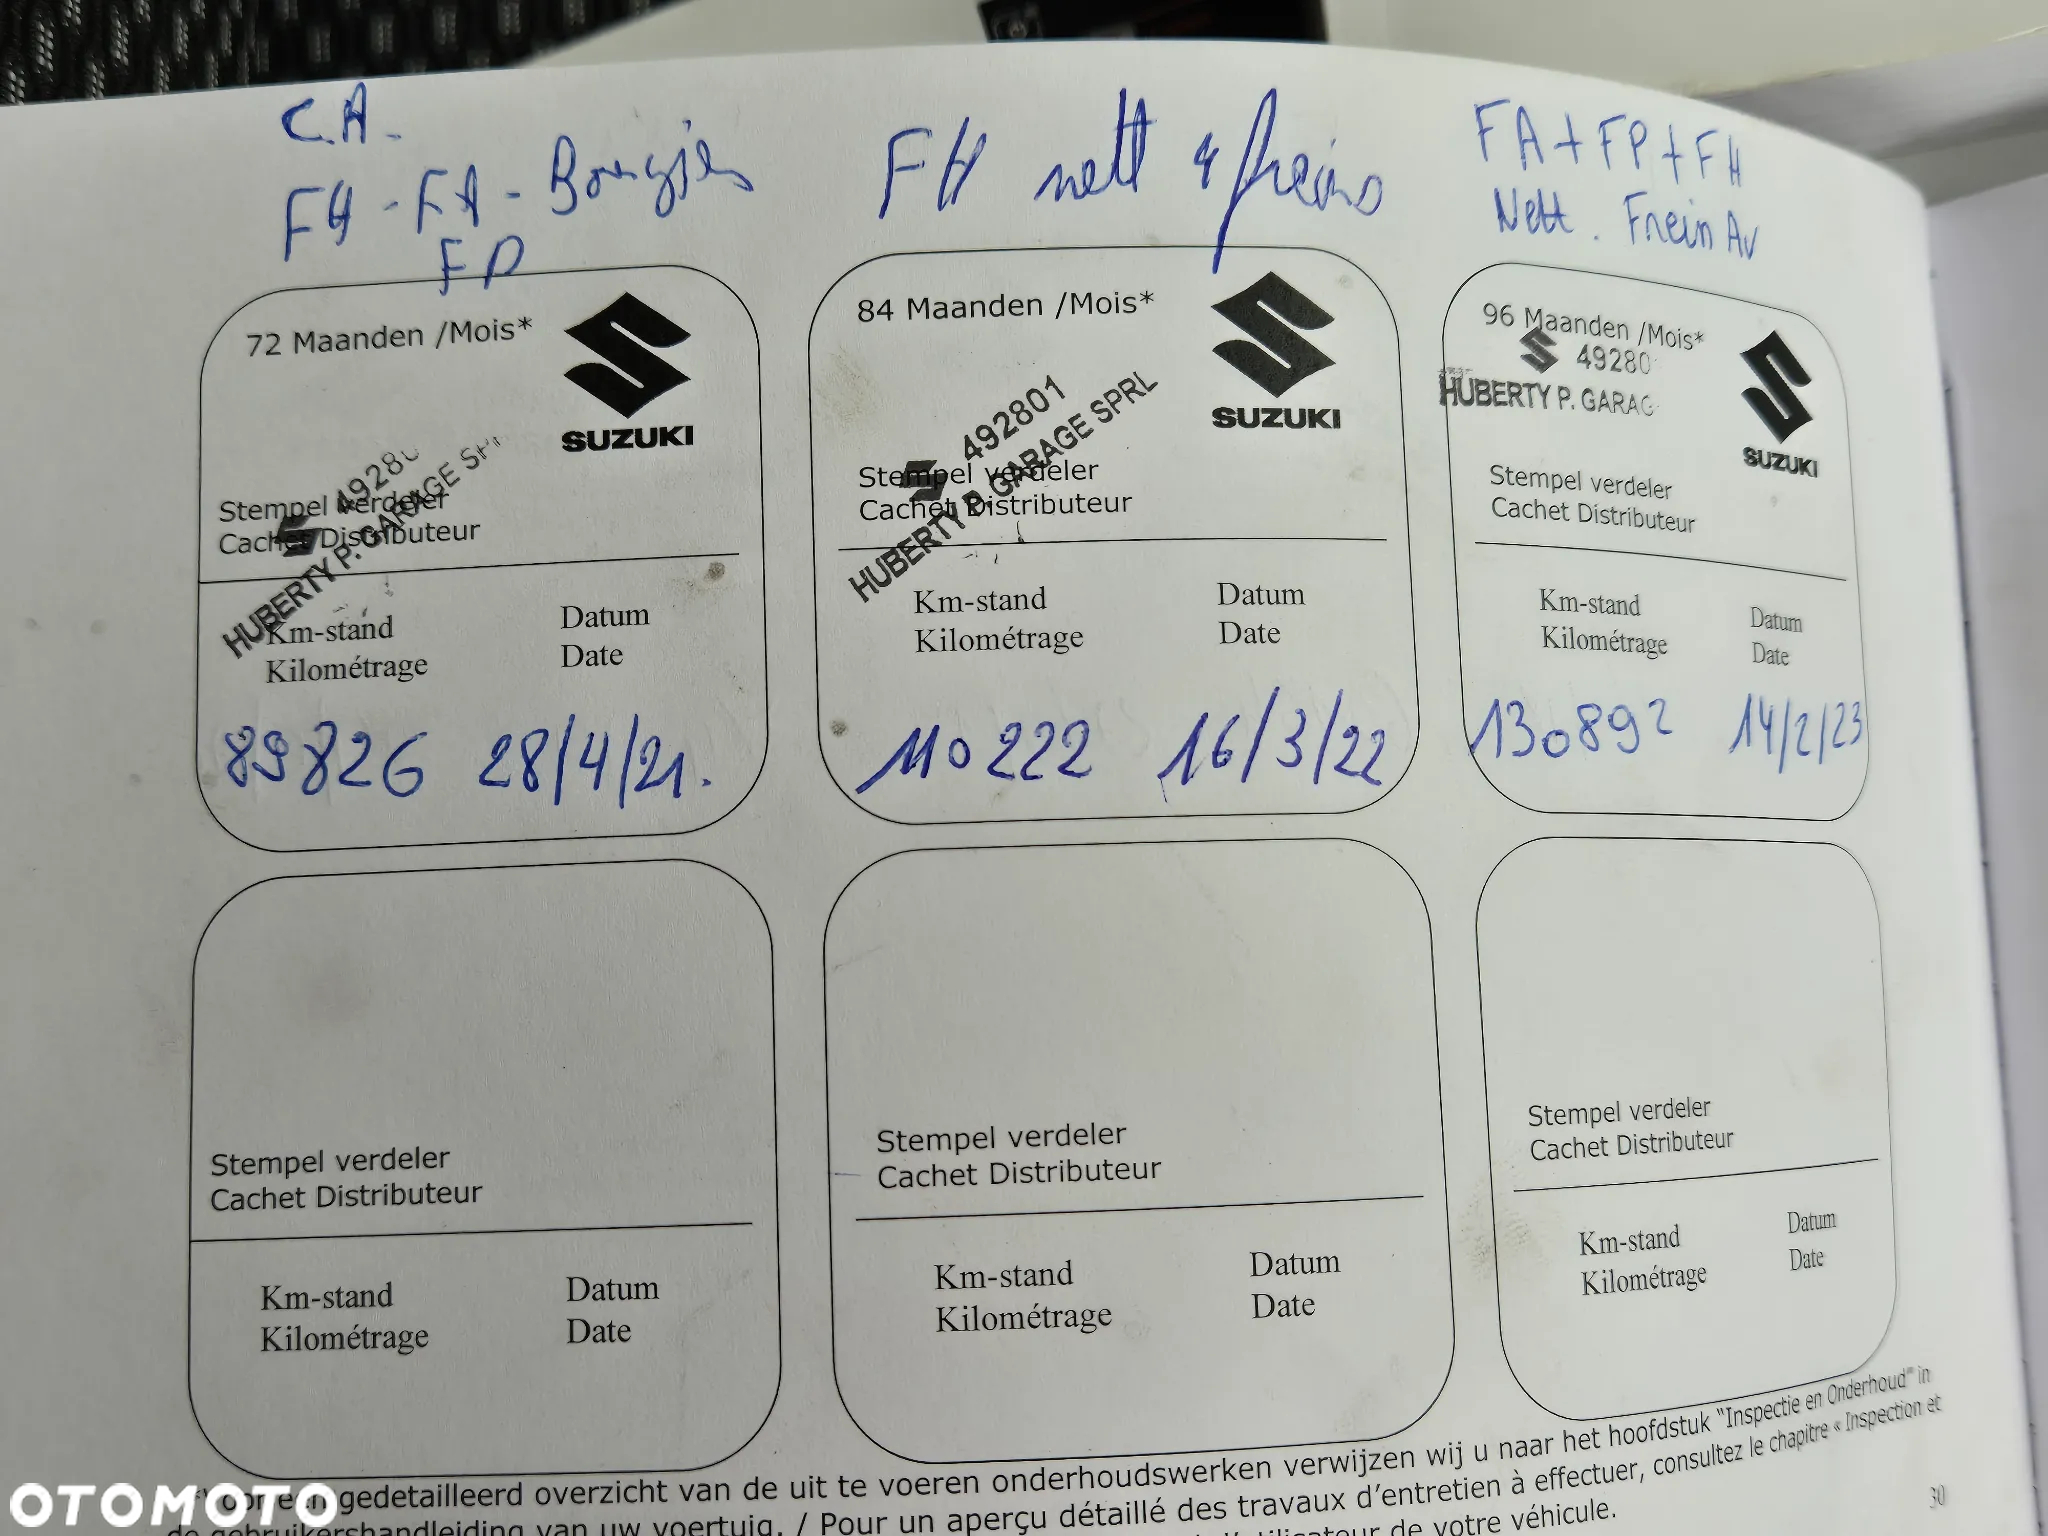 C.A.
FH - FA - Bougies
FP
FH nett 4 freins
FA + FP + FH
Nett. Frein Av
72 Maanden /Mois*
SUZUKI
49280
HUBERTY P. GARAGE SPR
Stempel verdeler
Cachet Distributeur
Km-stand Datum
Kilométrage Date
89826 28/4/21.
84 Maanden /Mois*
SUZUKI
492801
HUBERTY P. GARAGE SPRL
Stempel verdeler
Cachet Distributeur
Km-stand Datum
Kilométrage Date
110222 16/3/22
96 Maanden /Mois*
49280
HUBERTY P. GARAG
SUZUKI
Stempel verdeler
Cachet Distributeur
Km-stand Datum
Kilométrage Date
130892 14/2/23
Stempel verdeler
Cachet Distributeur
Km-stand Datum
Kilométrage Date
Stempel verdeler
Cachet Distributeur
Km-stand Datum
Kilométrage Date
Stempel verdeler
Cachet Distributeur
Km-stand Datum
Kilométrage Date
een gedetailleerd overzicht van de uit te voeren onderhoudswerken verwijzen wij u naar het hoofdstuk "Inspectie en Onderhoud" in
de gebruikershandleiding van uw voertuig. / Pour un aperçu détaillé des travaux d'entretien à effectuer, consultez le chapitre « Inspection et
de votre véhicule.
30
OTOMOTO